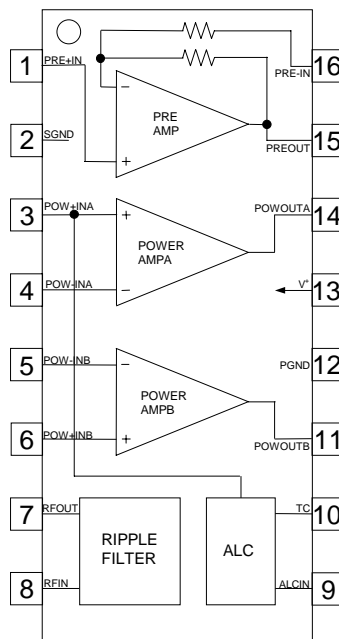 1
PRE+IN
16
PRE-IN
PRE
AMP
2
SGND
15
PREOUT
3
POW+INA
14
POWOUTA
POWER
AMPA
4
POW-INA
13
V+
5
POW-INB
12
PGND
POWER
AMPB
6
POW+INB
11
POWOUTB
7
RFOUT
10
TC
RIPPLE
FILTER
ALC
8
RFIN
9
ALCIN
−
+
+
−
−
+